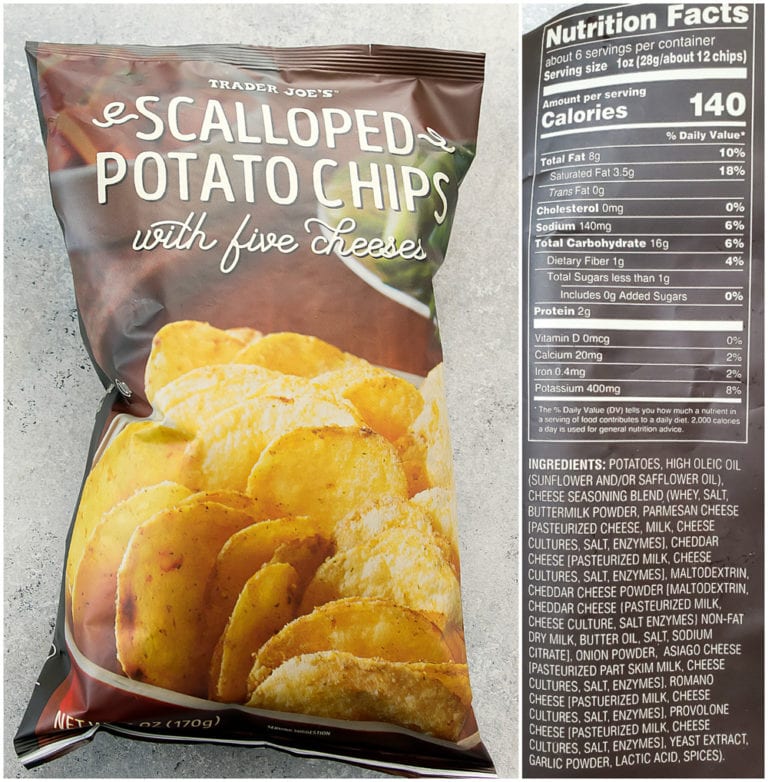 TRADER JOE'S™
SCALLOPED
POTATO CHIPS
with five cheeses
NET OZ (170g)
SERVING SUGGESTION
Nutrition Facts
about 6 servings per container
Serving size 1oz (28g/about 12 chips)
Amount per serving
Calories 140
% Daily Value*
Total Fat 8g 10%
Saturated Fat 3.5g 18%
Trans Fat 0g
Cholesterol 0mg 0%
Sodium 140mg 6%
Total Carbohydrate 16g 6%
Dietary Fiber 1g 4%
Total Sugars less than 1g
Includes 0g Added Sugars 0%
Protein 2g
Vitamin D 0mcg 0%
Calcium 20mg 2%
Iron 0.4mg 2%
Potassium 400mg 8%
* The % Daily Value (DV) tells you how much a nutrient in
a serving of food contributes to a daily diet. 2,000 calories
a day is used for general nutrition advice.
INGREDIENTS: POTATOES, HIGH OLEIC OIL
(SUNFLOWER AND/OR SAFFLOWER OIL),
CHEESE SEASONING BLEND (WHEY, SALT,
BUTTERMILK POWDER, PARMESAN CHEESE
[PASTEURIZED CHEESE, MILK, CHEESE
CULTURES, SALT, ENZYMES], CHEDDAR
CHEESE [PASTEURIZED MILK, CHEESE
CULTURES, SALT, ENZYMES], MALTODEXTRIN,
CHEDDAR CHEESE POWDER [MALTODEXTRIN,
CHEDDAR CHEESE (PASTEURIZED MILK,
CHEESE CULTURE, SALT ENZYMES) NON-FAT
DRY MILK, BUTTER OIL, SALT, SODIUM
CITRATE], ONION POWDER, ASIAGO CHEESE
[PASTEURIZED PART SKIM MILK, CHEESE
CULTURES, SALT, ENZYMES], ROMANO
CHEESE [PASTUERIZED MILK, CHEESE
CULTURES, SALT, ENZYMES], PROVOLONE
CHEESE [PASTUERIZED MILK, CHEESE
CULTURES, SALT, ENZYMES], YEAST EXTRACT,
GARLIC POWDER, LACTIC ACID, SPICES).